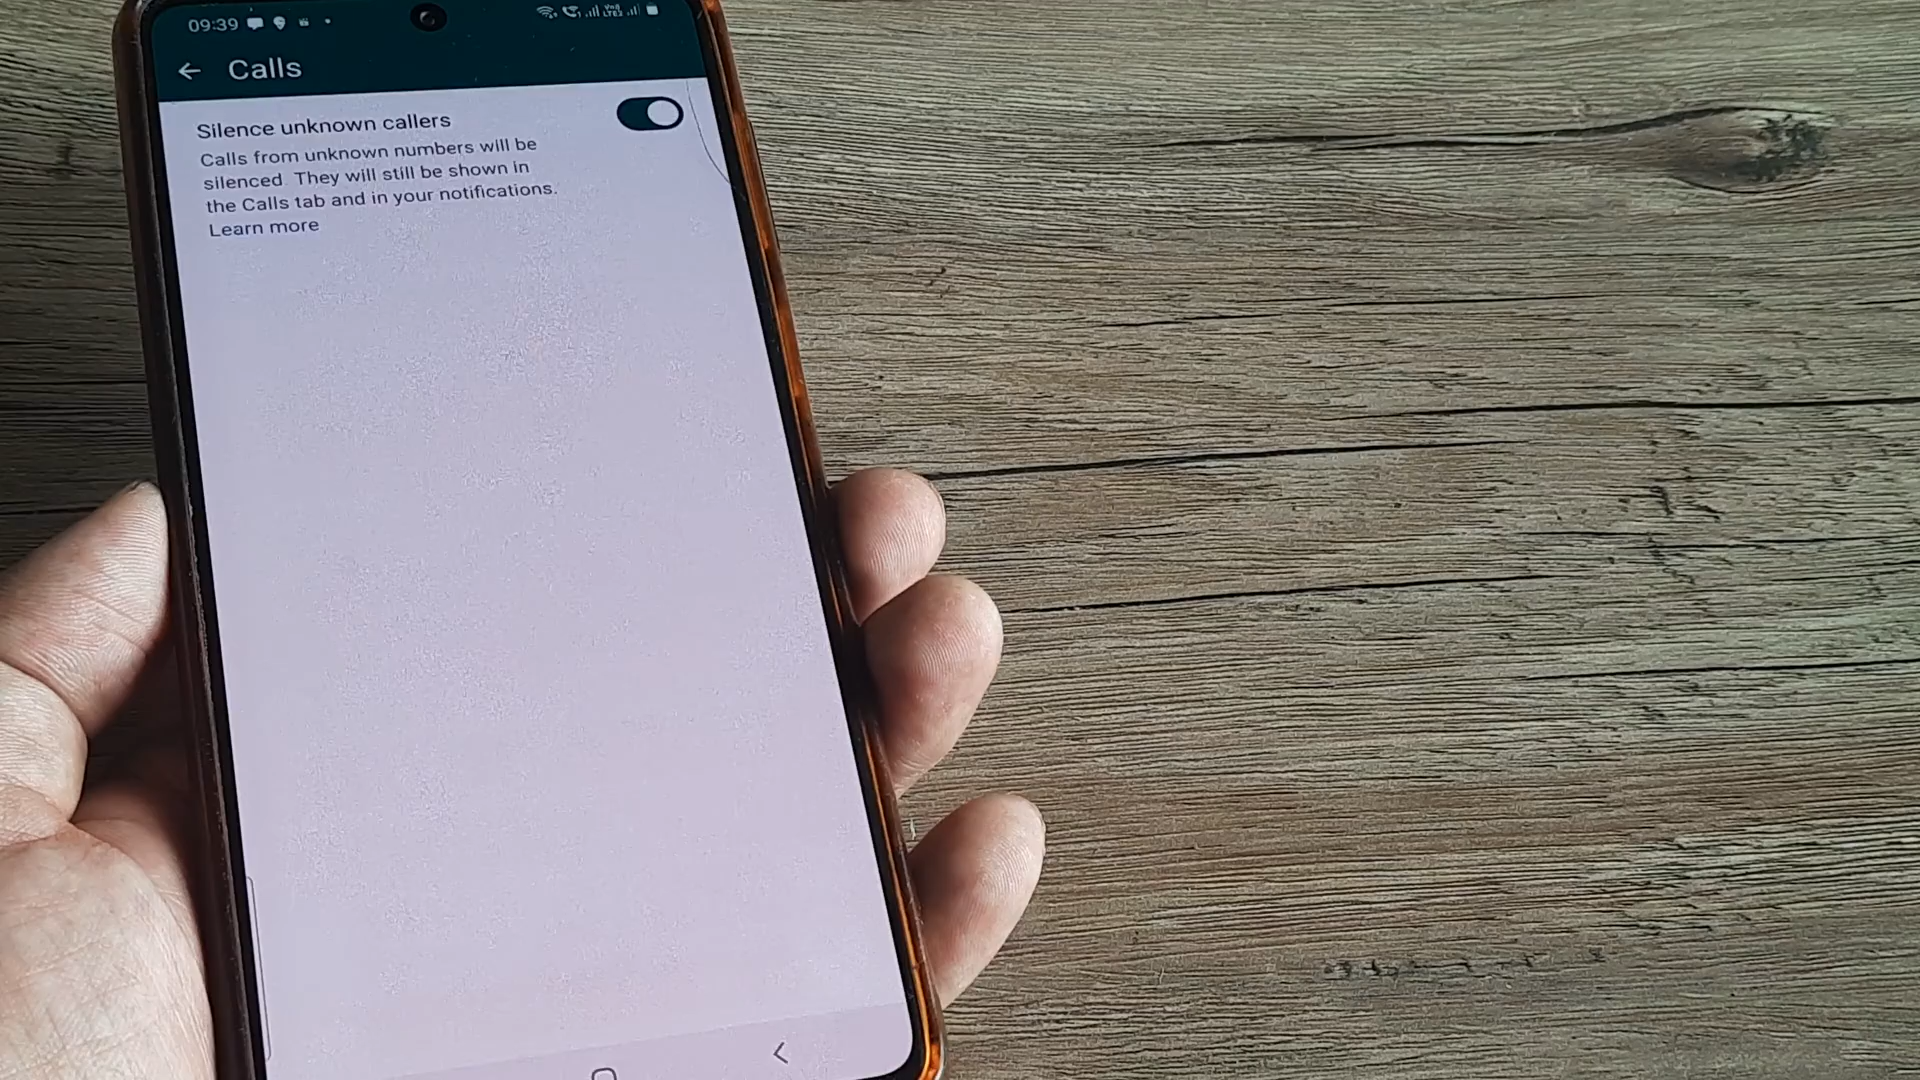 09:39
Calls
Silence unknown callers
Calls from unknown numbers will be
silenced. They will still be shown in
the Calls tab and in your notifications.
Learn more